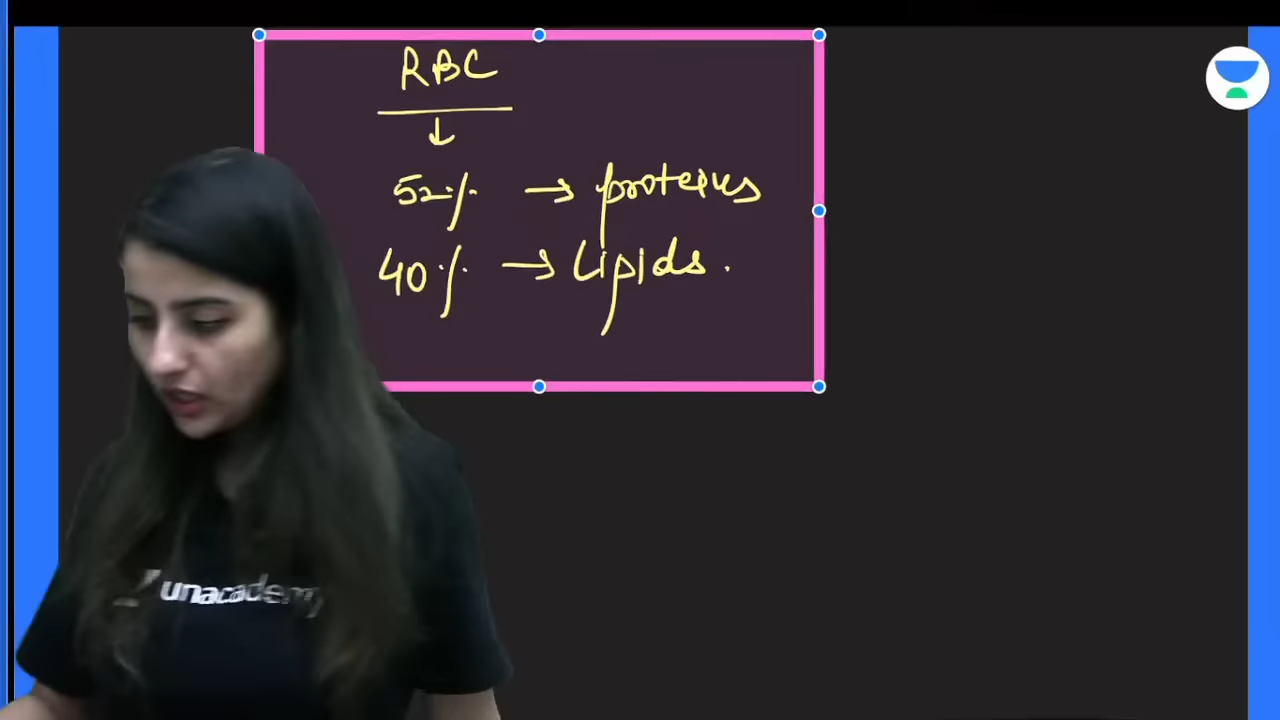 RBC
↓
52% → proteins
40% → Lipids.
unacademy